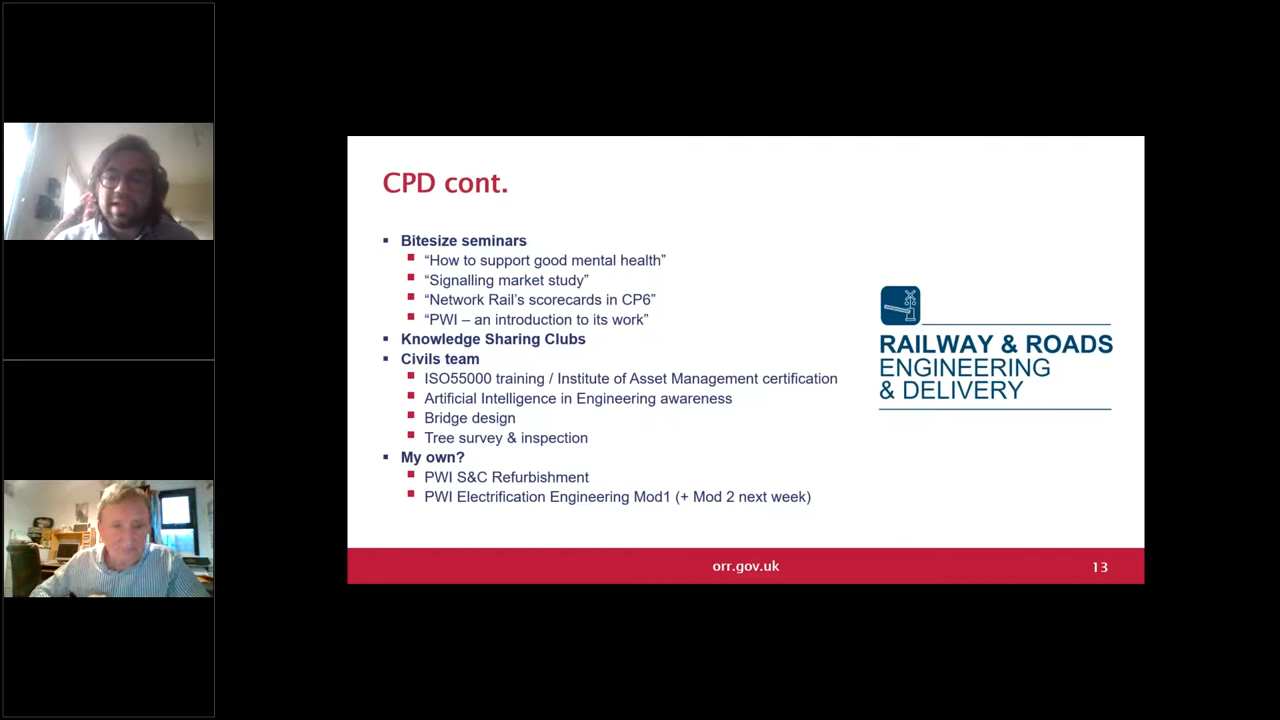 CPD cont.
Bitesize seminars
“How to support good mental health”
“Signalling market study”
“Network Rail’s scorecards in CP6”
“PWI – an introduction to its work”
Knowledge Sharing Clubs
Civils team
ISO55000 training / Institute of Asset Management certification
Artificial Intelligence in Engineering awareness
Bridge design
Tree survey & inspection
My own?
PWI S&C Refurbishment
PWI Electrification Engineering Mod1 (+ Mod 2 next week)
RAILWAY & ROADS
ENGINEERING
& DELIVERY
orr.gov.uk
13